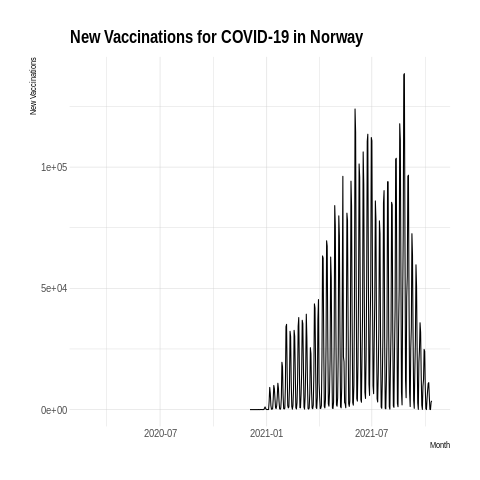 New Vaccinations for COVID-19 in Norway
New Vaccinations
1e+05
5e+04
0e+00
2020-07
2021-01
2021-07
Month